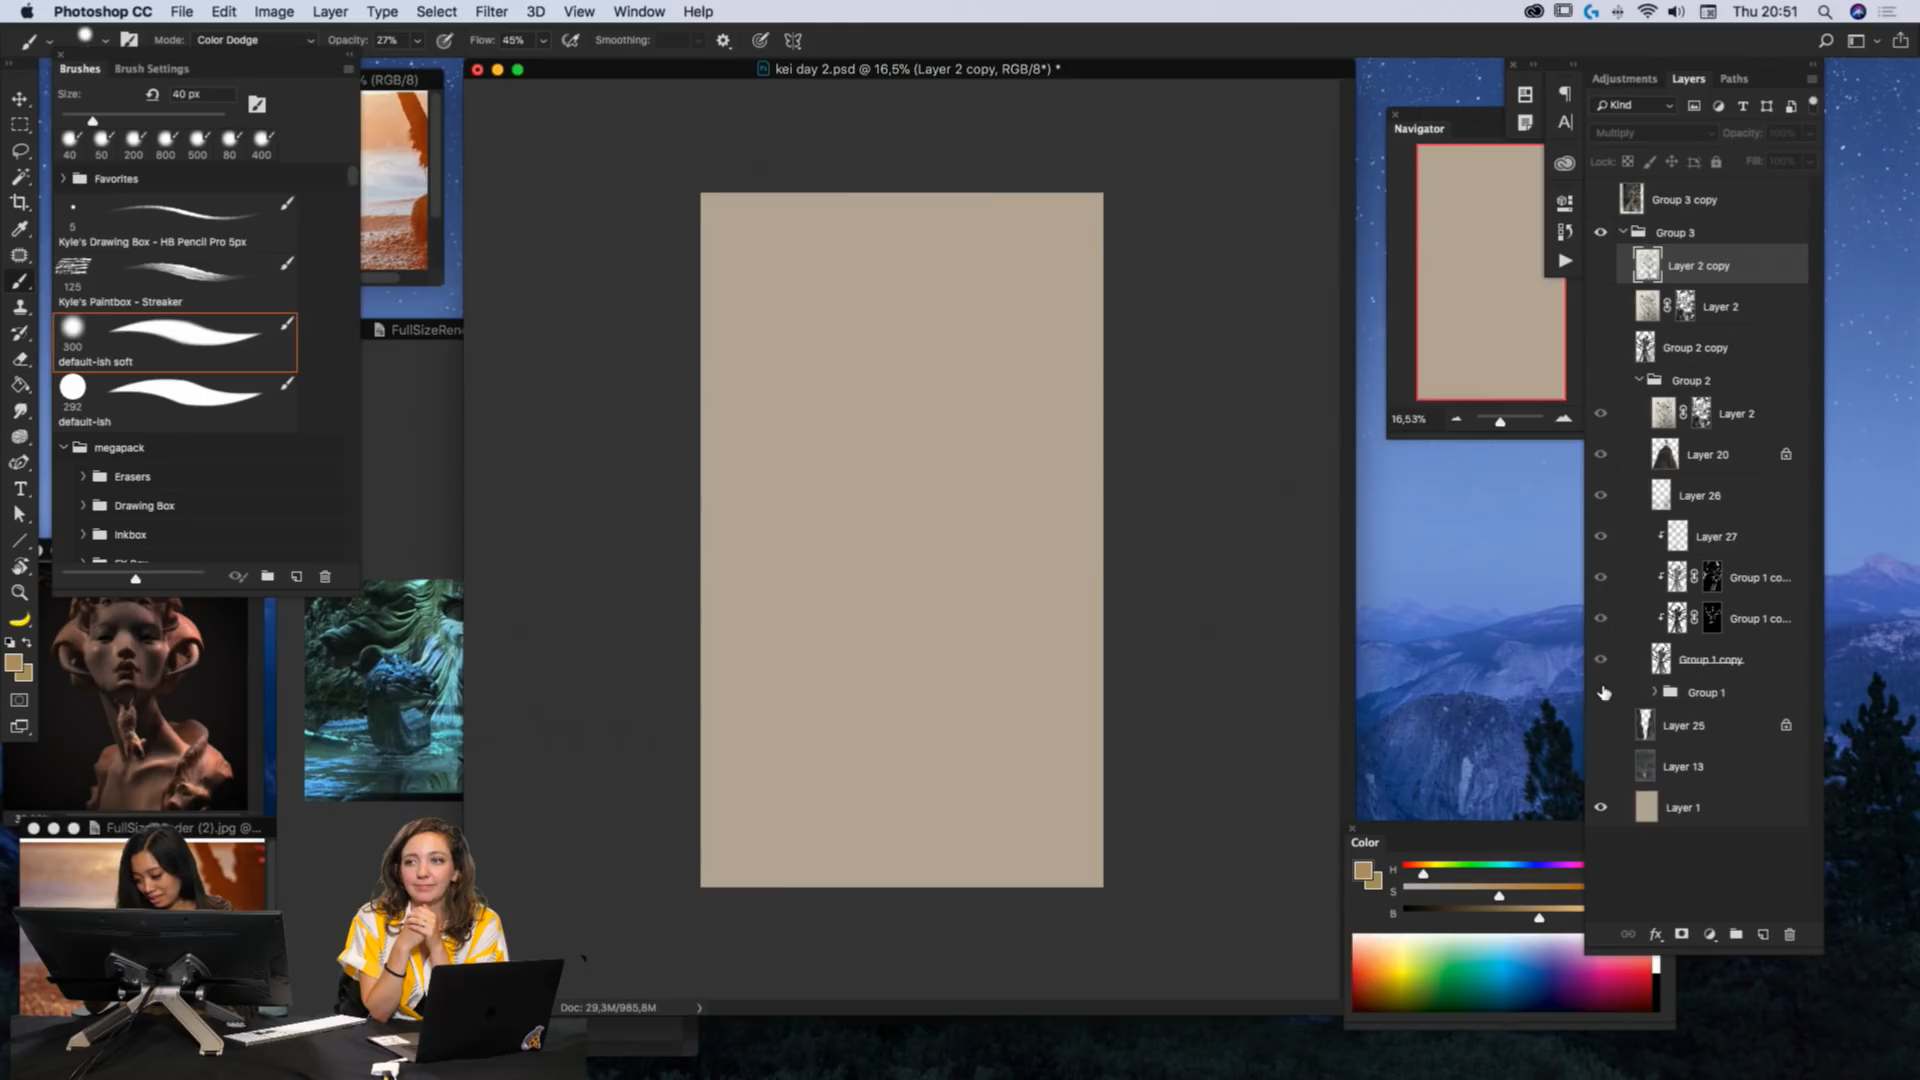 Photoshop CC File Edit Image Layer Type Select Filter 3D View Window Help Thu 20:51
Mode: Color Dodge Opacity: 27% Flow: 45% Smoothing:
Brushes Brush Settings
Size: 40 px
40 50 200 800 500 80 400
Favorites
5
Kyle's Drawing Box - HB Pencil Pro 5px
125
Kyle's Paintbox - Streaker
300
default-ish soft
292
default-ish
megapack
Erasers
Drawing Box
Inkbox
% (RGB/8)
FullSizeRen
FullSizeRender (2).jpg @...
kei day 2.psd @ 16,5% (Layer 2 copy, RGB/8*) *
Doc: 29,3M/985,8M
Navigator
16,53%
Color
H
S
B
Adjustments Layers Paths
Kind
Multiply Opacity: 100%
Lock: Fill: 100%
Group 3 copy
Group 3
Layer 2 copy
Layer 2
Group 2 copy
Group 2
Layer 2
Layer 20
Layer 26
Layer 27
Group 1 co...
Group 1 co...
Group 1 copy
Group 1
Layer 25
Layer 13
Layer 1
fx